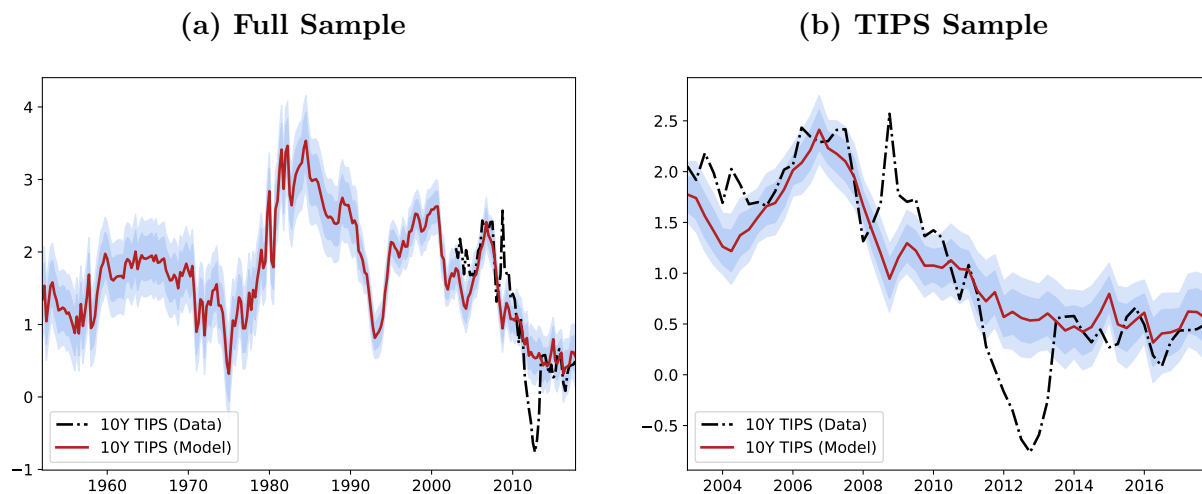 (a) Full Sample
4
3
2
1
0
−1
10Y TIPS (Data)
10Y TIPS (Model)
1960 1970 1980 1990 2000 2010
(b) TIPS Sample
2.5
2.0
1.5
1.0
0.5
0.0
−0.5
10Y TIPS (Data)
10Y TIPS (Model)
2004 2006 2008 2010 2012 2014 2016